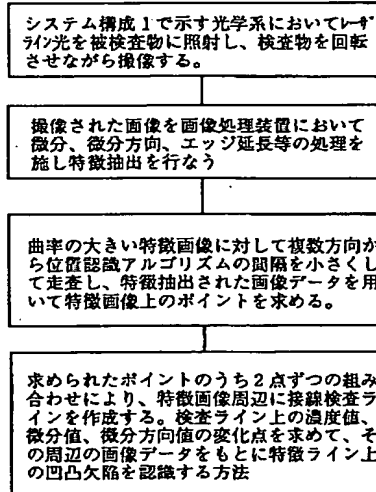 システム構成1で示す光学系においてレーザ
ライン光を被検査物に照射し、検査物を回転
させながら撮像する。
撮像された画像を画像処理装置において
微分、微分方向、エッジ延長等の処理を
施し特徴抽出を行なう
曲率の大きい特徴画像に対して複数方向か
ら位置認識アルゴリズムの間隔を小さくし
て走査し、特徴抽出された画像データを用
いて特徴画像上のポイントを求める。
求められたポイントのうち2点ずつの組み
合わせにより、特徴画像周辺に接線検査ラ
インを作成する。検査ライン上の濃度値、
微分値、微分方向値の変化点を求めて、そ
の周辺の画像データをもとに特徴ライン上
の凹凸欠陥を認識する方法